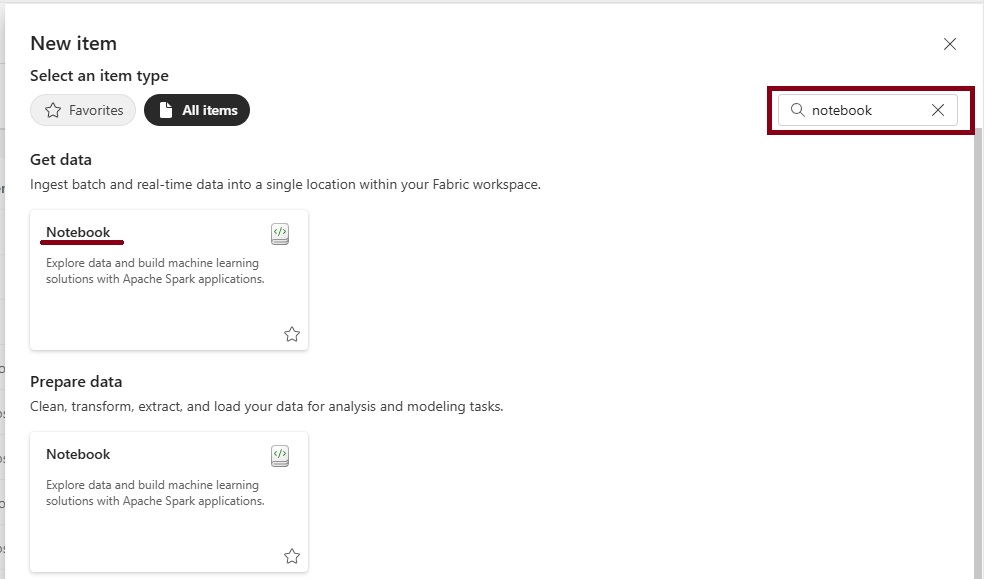 New item
Select an item type
Favorites
All items
notebook
Get data
Ingest batch and real-time data into a single location within your Fabric workspace.
Notebook
</>
Explore data and build machine learning
solutions with Apache Spark applications.
Prepare data
Clean, transform, extract, and load your data for analysis and modeling tasks.
Notebook
</>
Explore data and build machine learning
solutions with Apache Spark applications.